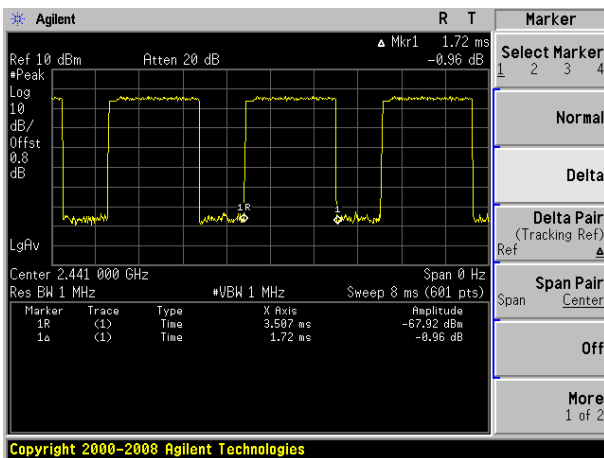 Agilent R T Marker
Δ Mkr1 1.72 ms
Ref 10 dBm Atten 20 dB -0.96 dB
#Peak
Log
10
dB/
Offst
0.8
dB
1R
1
LgAv
Center 2.441 000 GHz Span 0 Hz
Res BW 1 MHz #VBW 1 MHz Sweep 8 ms (601 pts)
Marker Trace Type X Axis Amplitude
1R (1) Time 3.507 ms -67.92 dBm
1Δ (1) Time 1.72 ms -0.96 dB
Select Marker
1 2 3 4
Normal
Delta
Delta Pair
(Tracking Ref)
Ref Δ
Span Pair
Span Center
Off
More
1 of 2
Copyright 2000-2008 Agilent Technologies